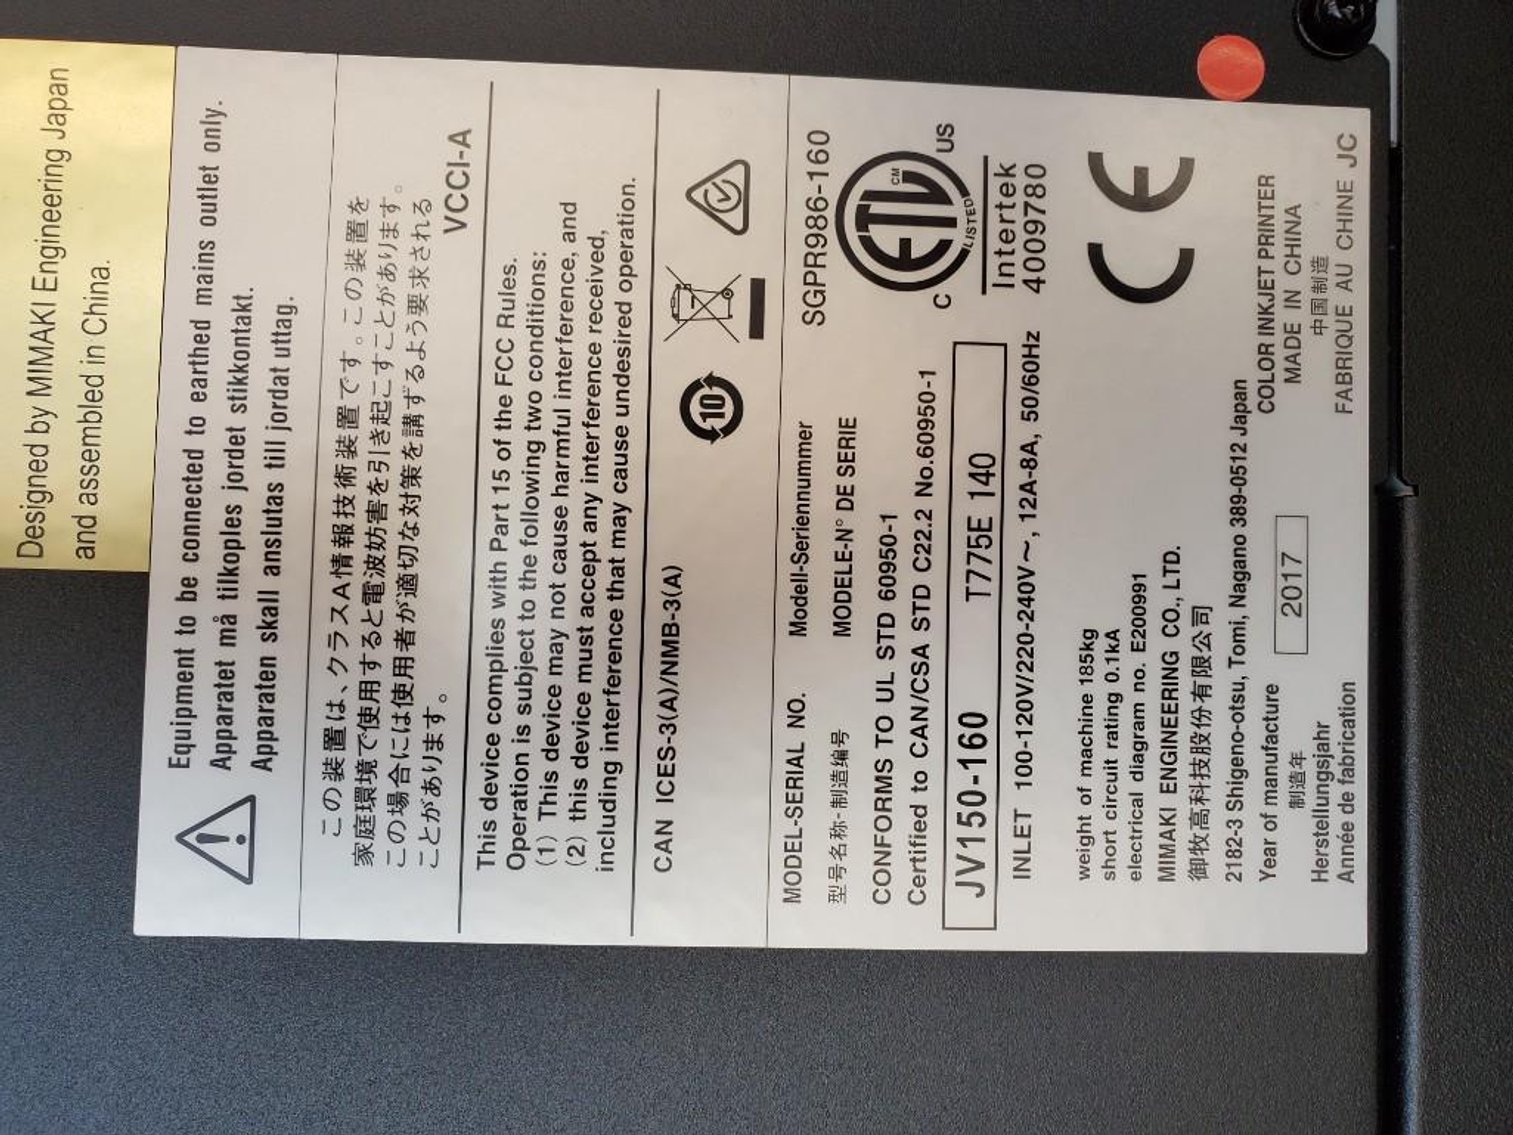 Designed by MIMAKI Engineering Japan
and assembled in China.
Equipment to be connected to earthed mains outlet only.
Apparatet må tilkoples jordet stikkontakt.
Apparaten skall anslutas till jordat uttag.
この装置は、クラスA情報技術装置です。この装置を
家庭環境で使用すると電波妨害を引き起こすことがあります。
この場合には使用者が適切な対策を講ずるよう要求される
ことがあります。
VCCI-A
This device complies with Part 15 of the FCC Rules.
Operation is subject to the following two conditions:
(1) This device may not cause harmful interference, and
(2) this device must accept any interference received,
including interference that may cause undesired operation.
CAN ICES-3(A)/NMB-3(A)
10
MODEL-SERIAL NO. Modell-Seriennummer SGPR986-160
型号名称-制造编号 MODELE-N° DE SERIE
CONFORMS TO UL STD 60950-1
Certified to CAN/CSA STD C22.2 No.60950-1
ETL CM
LISTED
C US
Intertek
4009780
JV150-160 T775E 140
INLET 100-120V/220-240V～, 12A-8A, 50/60Hz
weight of machine 185kg
short circuit rating 0.1kA
electrical diagram no. E200991
CE
MIMAKI ENGINEERING CO., LTD.
御牧高科技股份有限公司
2182-3 Shigeno-otsu, Tomi, Nagano 389-0512 Japan
Year of manufacture 2017 COLOR INKJET PRINTER
制造年 MADE IN CHINA
Herstellungsjahr 中国制造
Année de fabrication FABRIQUE AU CHINE JC